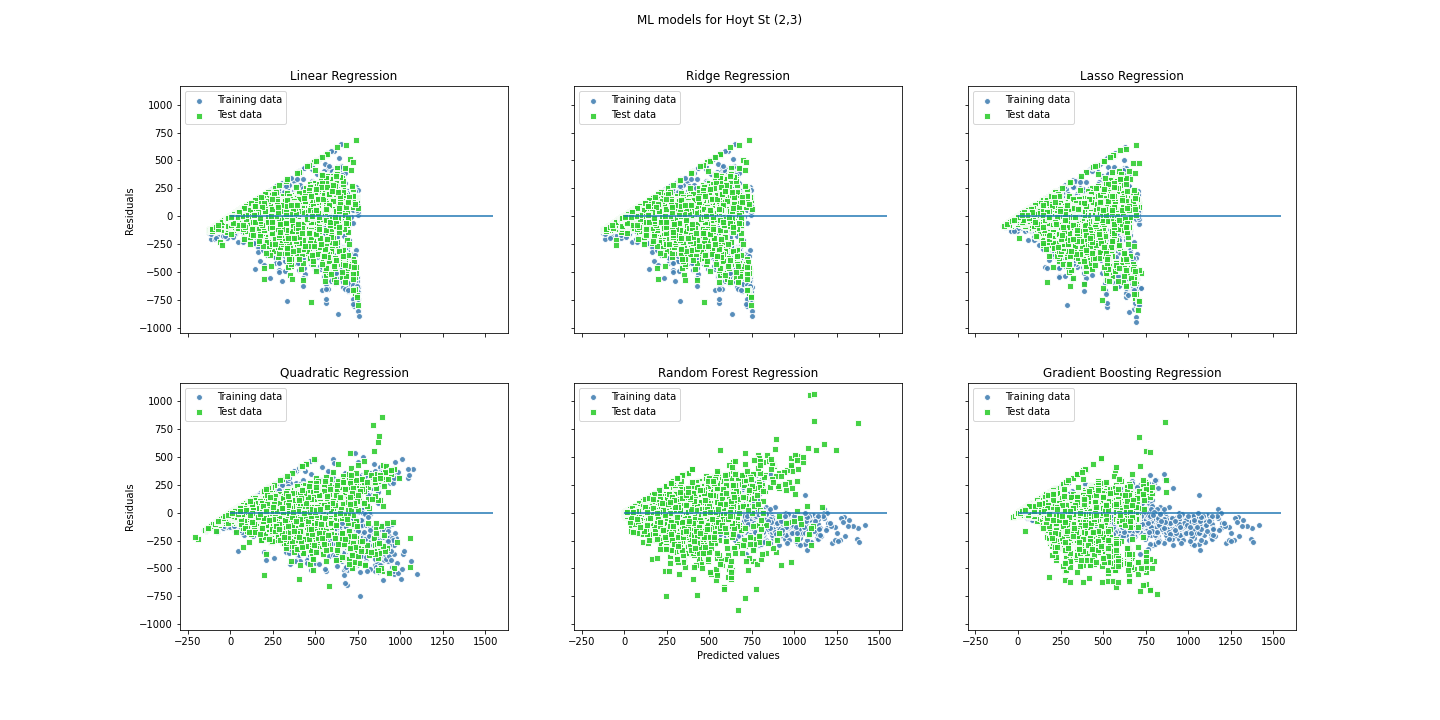 ML models for Hoyt St (2,3)
Linear Regression
Ridge Regression
Lasso Regression
Training data
Test data
Training data
Test data
Training data
Test data
1000
750
500
250
0
−250
−500
−750
−1000
Residuals
Quadratic Regression
Random Forest Regression
Gradient Boosting Regression
Training data
Test data
Training data
Test data
Training data
Test data
1000
750
500
250
0
−250
−500
−750
−1000
Residuals
−250 0 250 500 750 1000 1250 1500
−250 0 250 500 750 1000 1250 1500
−250 0 250 500 750 1000 1250 1500
Predicted values